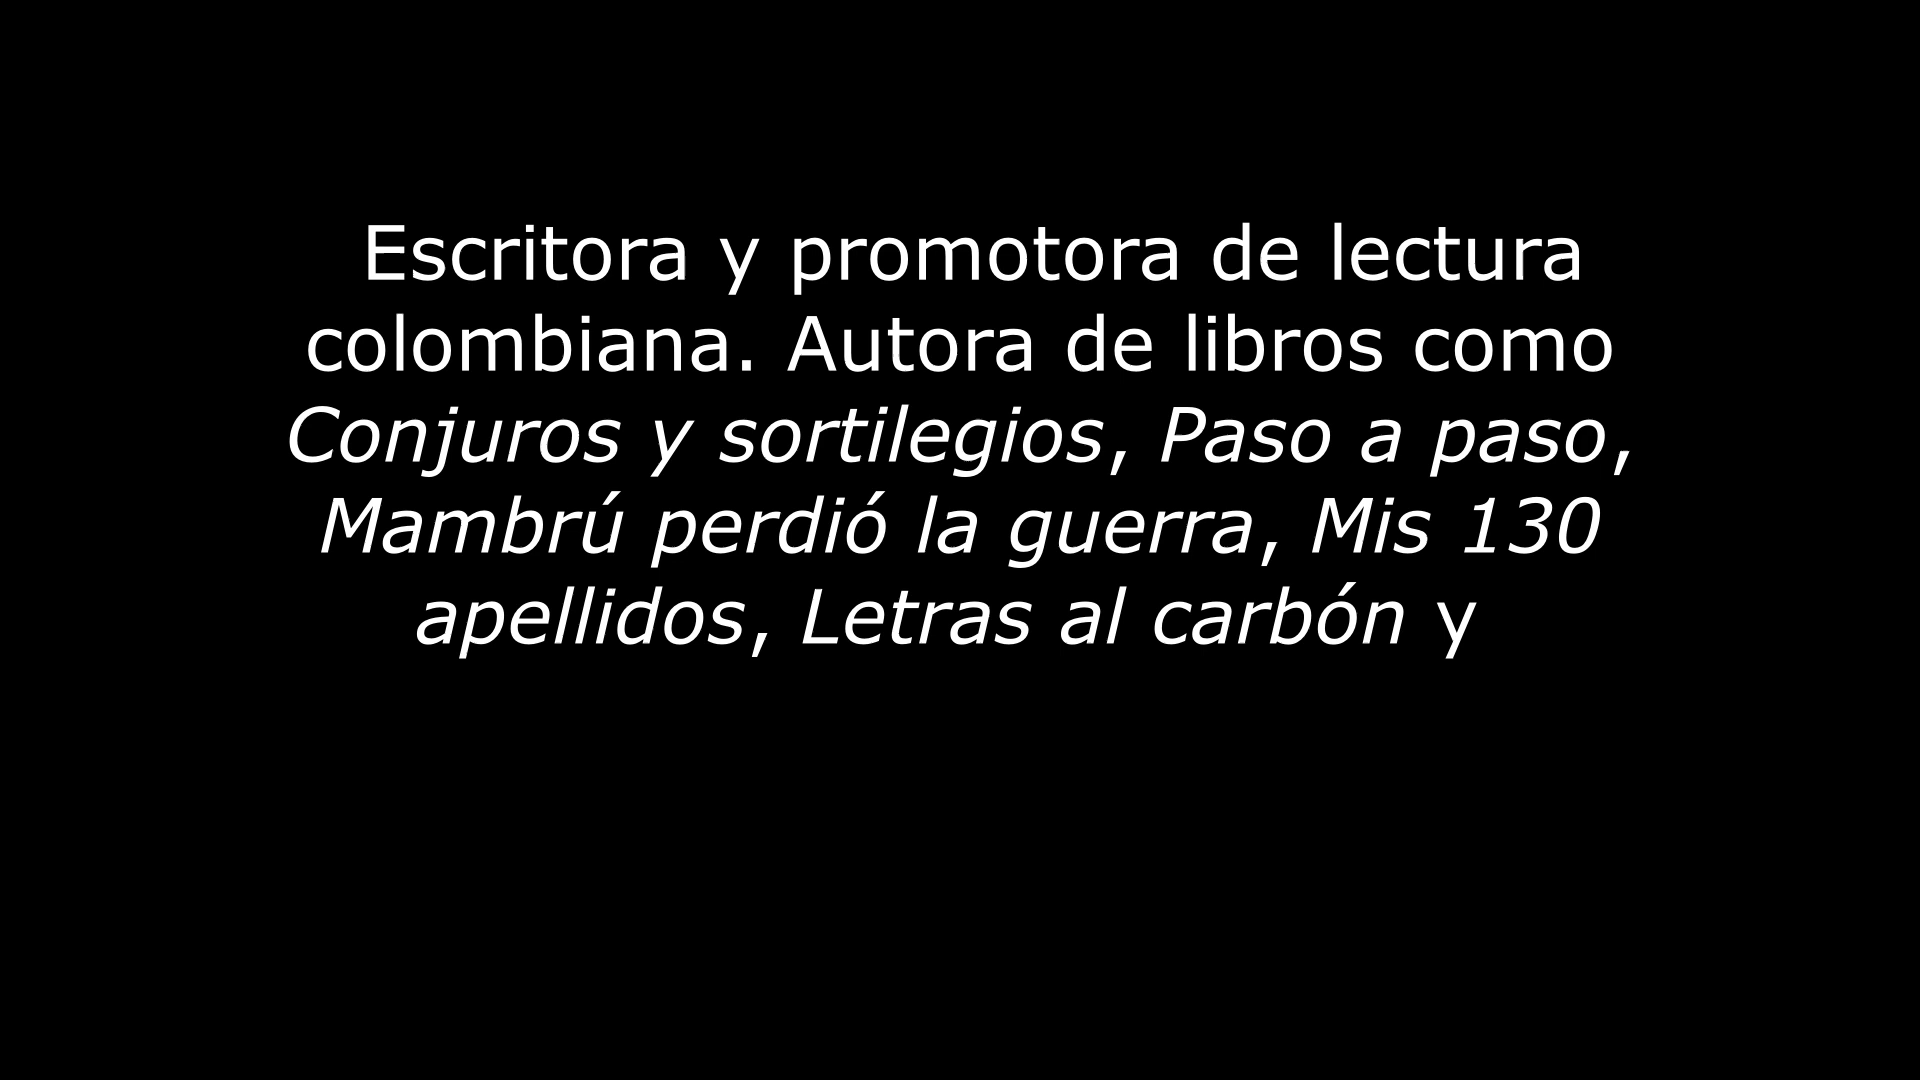 Escritora y promotora de lectura
colombiana. Autora de libros como
Conjuros y sortilegios, Paso a paso,
Mambrú perdió la guerra, Mis 130
apellidos, Letras al carbón y